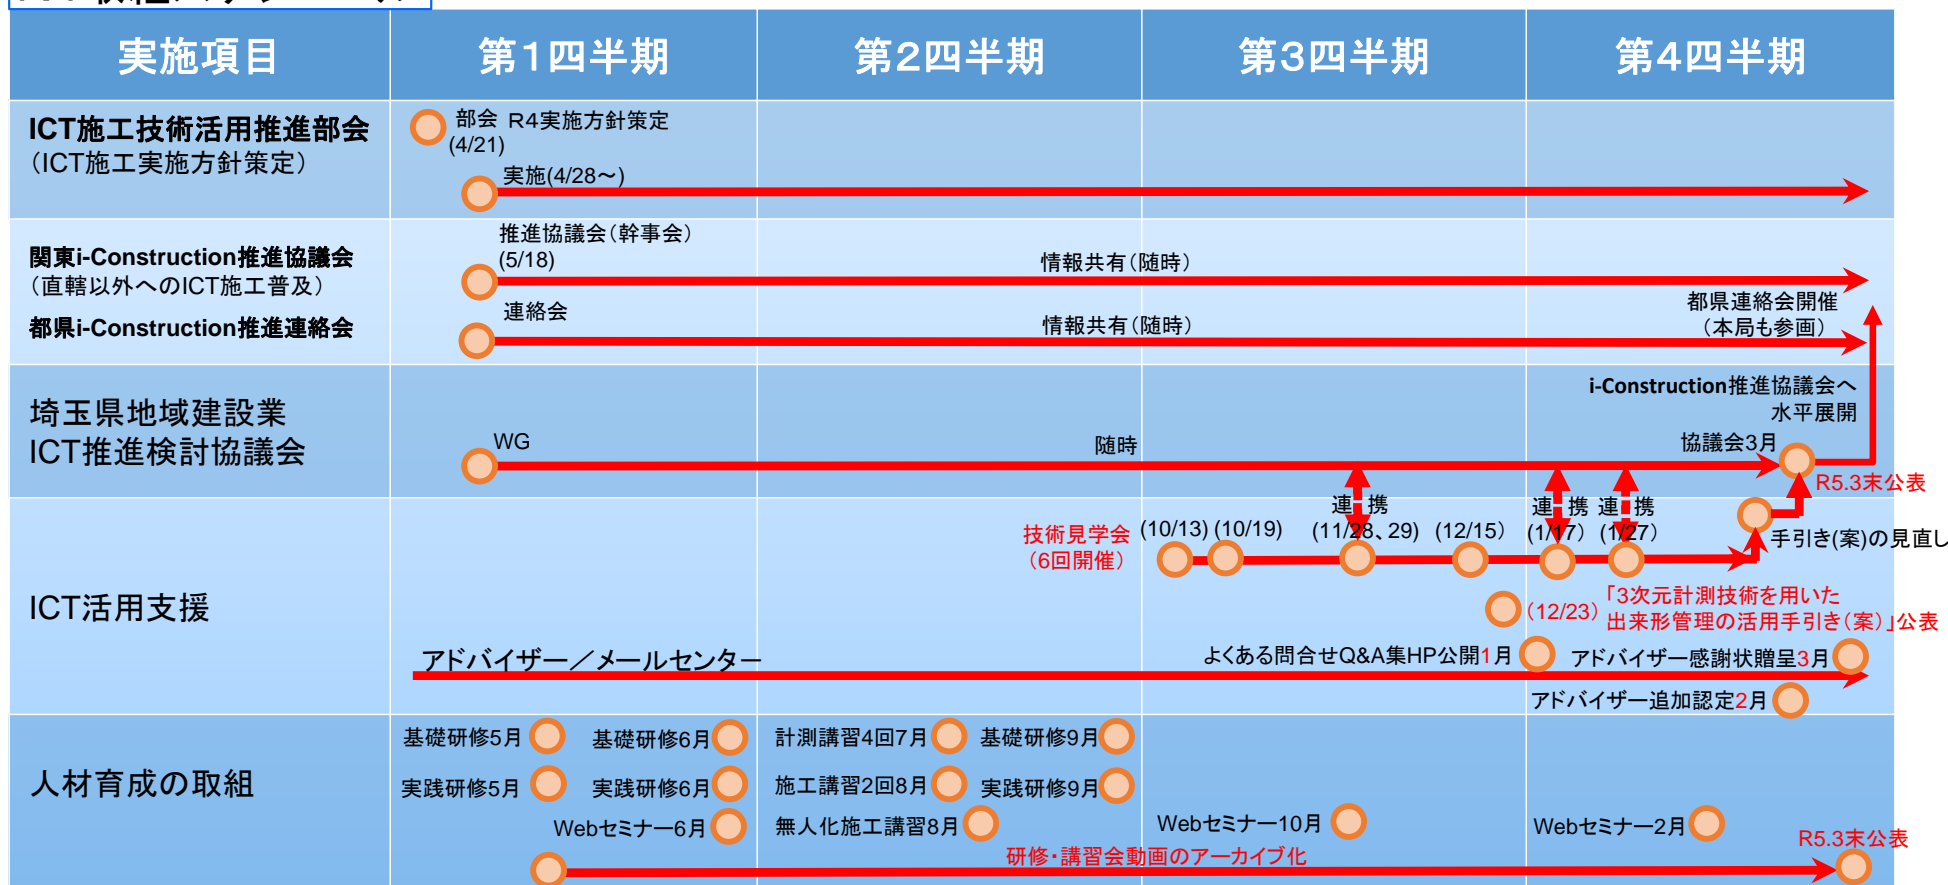 実施項目
第1四半期
第2四半期
第3四半期
第4四半期
ICT施工技術活用推進部会
（ICT施工実施方針策定）
部会 R4実施方針策定
(4/21)
実施(4/28～)
関東i-Construction推進協議会
（直轄以外へのICT施工普及）
都県i-Construction推進連絡会
推進協議会（幹事会）
(5/18)
情報共有（随時）
連絡会
情報共有（随時）
都県連絡会開催
（本局も参画）
埼玉県地域建設業
ICT推進検討協議会
WG
随時
i-Construction推進協議会へ
水平展開
協議会3月
R5.3末公表
ICT活用支援
技術見学会
（6回開催）
(10/13)
(10/19)
連 携
(11/28、29)
(12/15)
連 携
(1/17)
連 携
(1/27)
手引き(案)の見直し
(12/23)
「3次元計測技術を用いた
出来形管理の活用手引き（案）」公表
アドバイザー／メールセンター
よくある問合せQ&A集HP公開1月
アドバイザー感謝状贈呈3月
アドバイザー追加認定2月
人材育成の取組
基礎研修5月
基礎研修6月
計測講習4回7月
基礎研修9月
実践研修5月
実践研修6月
施工講習2回8月
実践研修9月
Webセミナー6月
無人化施工講習8月
Webセミナー10月
Webセミナー2月
研修・講習会動画のアーカイブ化
R5.3末公表